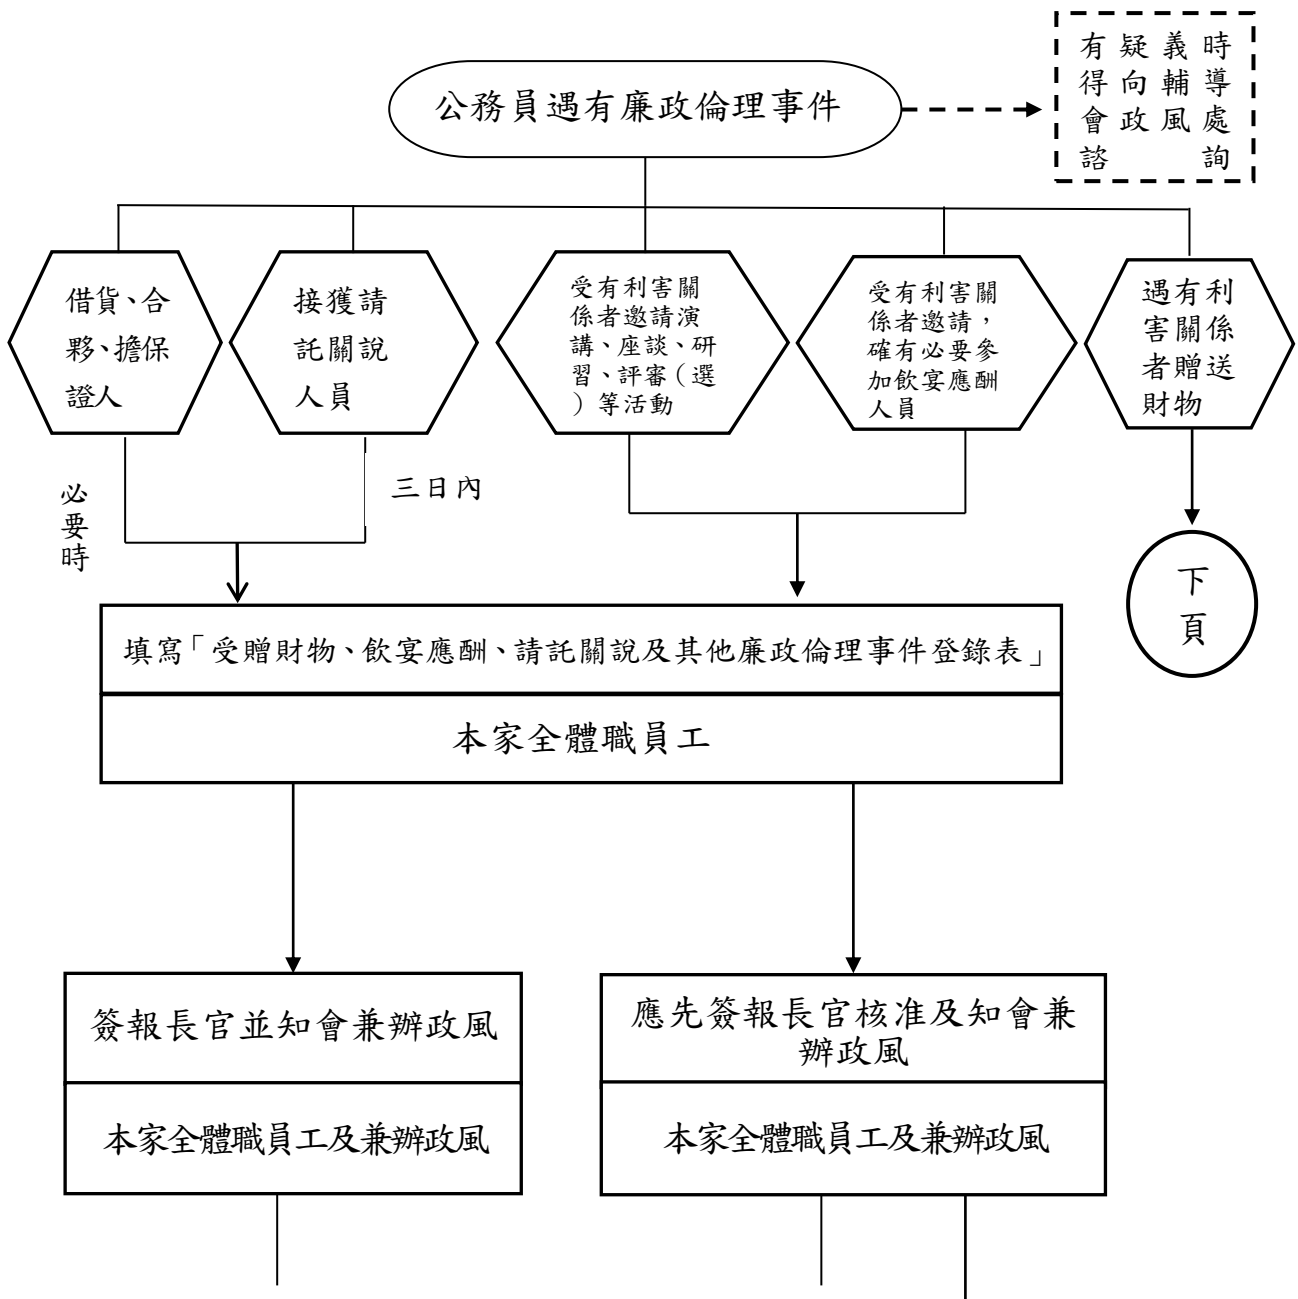 公務員遇有廉政倫理事件
有疑義時
得向輔導
會政風處
諮詢
借貨、合
夥、擔保
證人
接獲請
託關說
人員
受有利害關
係者邀請演
講、座談、研
習、評審（選
）等活動
受有利害關
係者邀請，
確有必要參
加飲宴應酬
人員
遇有利
害關係
者贈送
財物
必要時
三日內
下頁
填寫「受贈財物、飲宴應酬、請託關說及其他廉政倫理事件登錄表」
本家全體職員工
簽報長官並知會兼辦政風
本家全體職員工及兼辦政風
應先簽報長官核准及知會兼
辦政風
本家全體職員工及兼辦政風